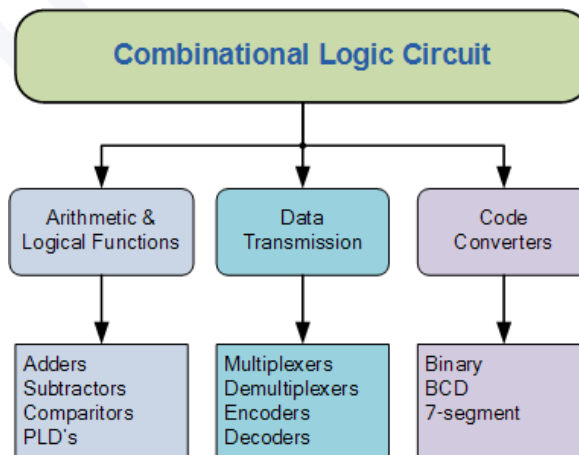 Combinational Logic Circuit
Arithmetic &
Logical Functions
Data
Transmission
Code
Converters
Adders
Subtractors
Comparitors
PLD's
Multiplexers
Demultiplexers
Encoders
Decoders
Binary
BCD
7-segment